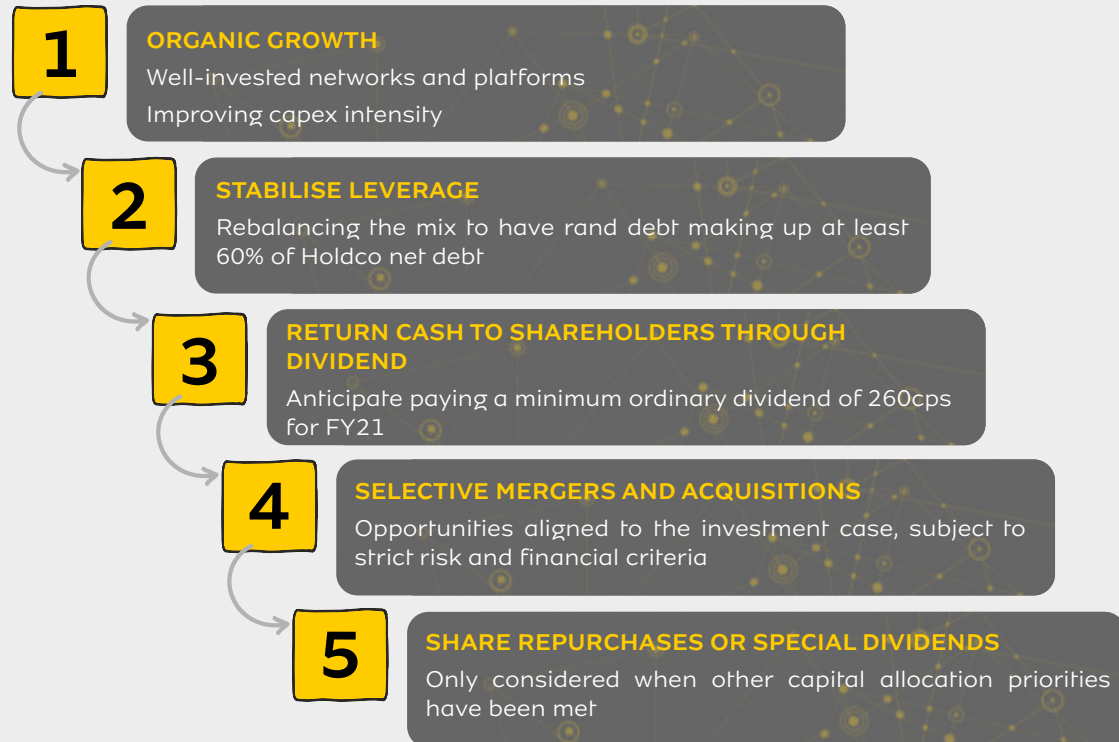 1
ORGANIC GROWTH
Well-invested networks and platforms
Improving capex intensity
2
STABILISE LEVERAGE
Rebalancing the mix to have rand debt making up at least
60% of Holdco net debt
3
RETURN CASH TO SHAREHOLDERS THROUGH
DIVIDEND
Anticipate paying a minimum ordinary dividend of 260cps
for FY21
4
SELECTIVE MERGERS AND ACQUISITIONS
Opportunities aligned to the investment case, subject to
strict risk and financial criteria
5
SHARE REPURCHASES OR SPECIAL DIVIDENDS
Only considered when other capital allocation priorities
have been met